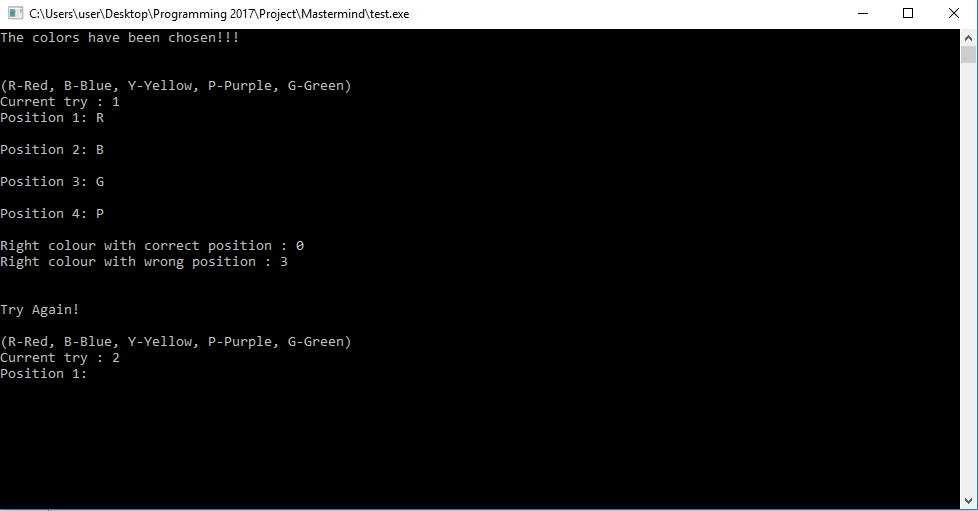 C:\Users\user\Desktop\Programming 2017\Project\Mastermind\test.exe
The colors have been chosen!!!
(R-Red, B-Blue, Y-Yellow, P-Purple, G-Green)
Current try : 1
Position 1: R
Position 2: B
Position 3: G
Position 4: P
Right colour with correct position : 0
Right colour with wrong position : 3
Try Again!
(R-Red, B-Blue, Y-Yellow, P-Purple, G-Green)
Current try : 2
Position 1: